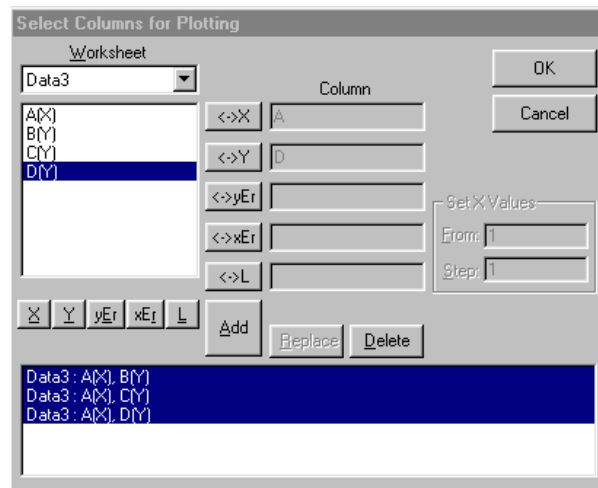 Select Columns for Plotting
Worksheet
Data3
A(X)
B(Y)
C(Y)
D(Y)
Column
<->X
A
<->Y
D
<->yEr
<->xEr
<->L
OK
Cancel
Set X Values
From: 1
Step: 1
X Y yEr xEr L
Add
Replace
Delete
Data3 : A(X), B(Y)
Data3 : A(X), C(Y)
Data3 : A(X), D(Y)